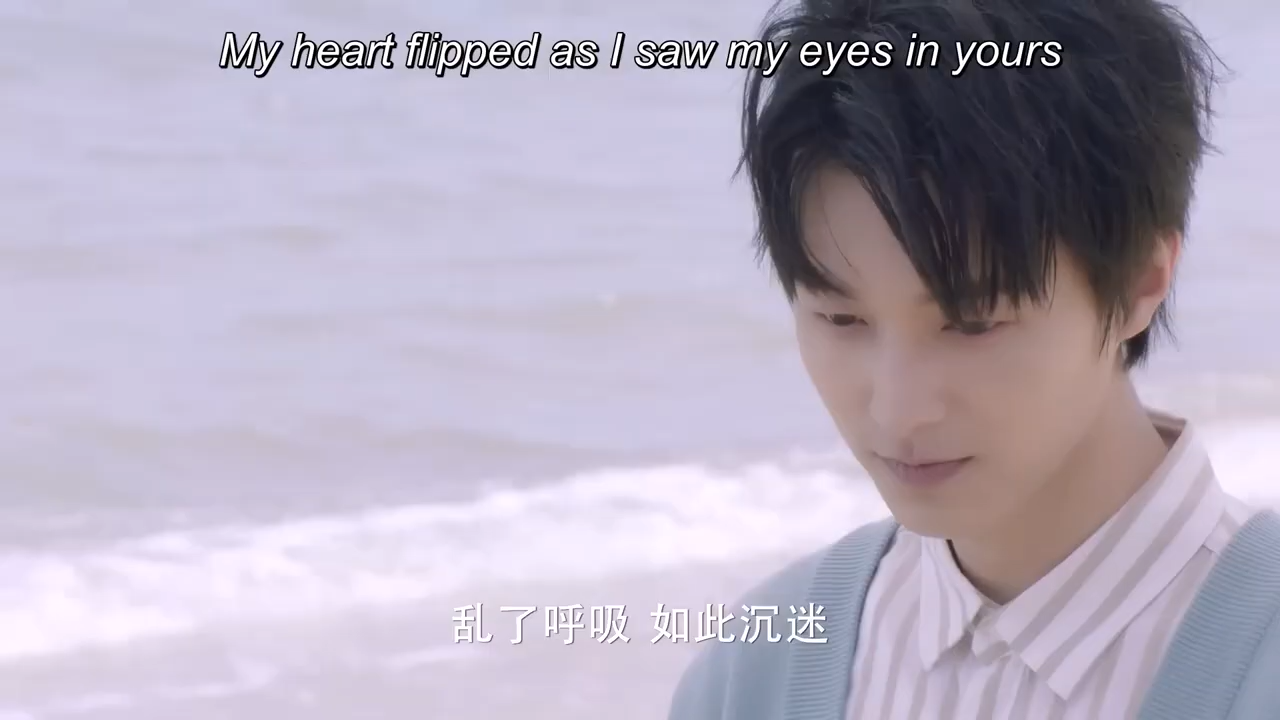 My heart flipped as I saw my eyes in yours
乱了呼吸 如此沉迷